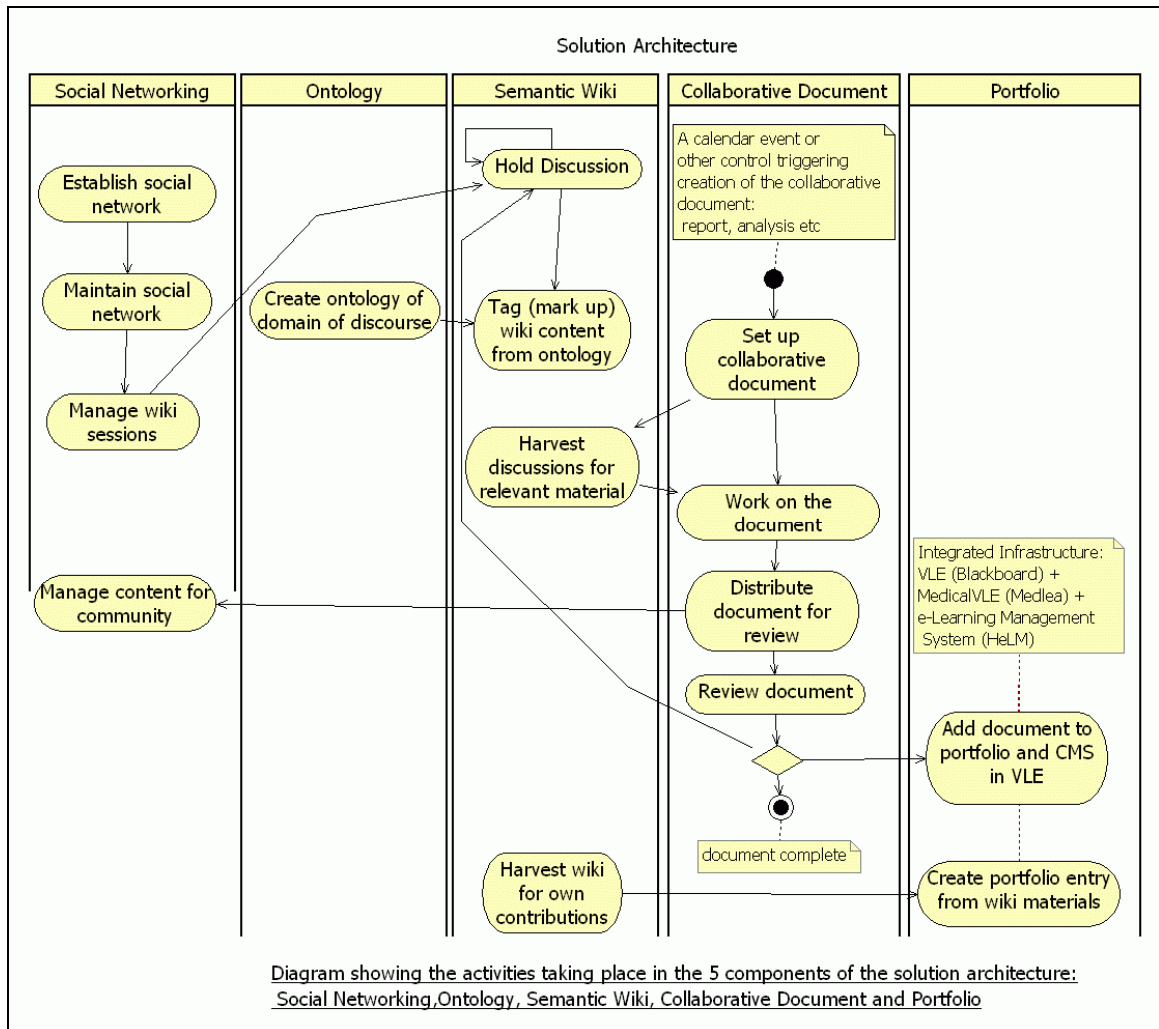 Solution Architecture
Social Networking
Ontology
Semantic Wiki
Collaborative Document
Portfolio
Establish social
network
Maintain social
network
Manage wiki
sessions
Manage content for
community
Create ontology of
domain of discourse
Hold Discussion
Tag (mark up)
wiki content
from ontology
Harvest
discussions for
relevant material
Harvest wiki
for own
contributions
A calendar event or
other control triggering
creation of the collaborative
document:
report, analysis etc
Set up
collaborative
document
Work on the
document
Distribute
document for
review
Review document
document complete
Integrated Infrastructure:
VLE (Blackboard) +
MedicalVLE (Medlea) +
e-Learning Management
System (HeLM)
Add document to
portfolio and CMS
in VLE
Create portfolio entry
from wiki materials
Diagram showing the activities taking place in the 5 components of the solution architecture:
Social Networking,Ontology, Semantic Wiki, Collaborative Document and Portfolio